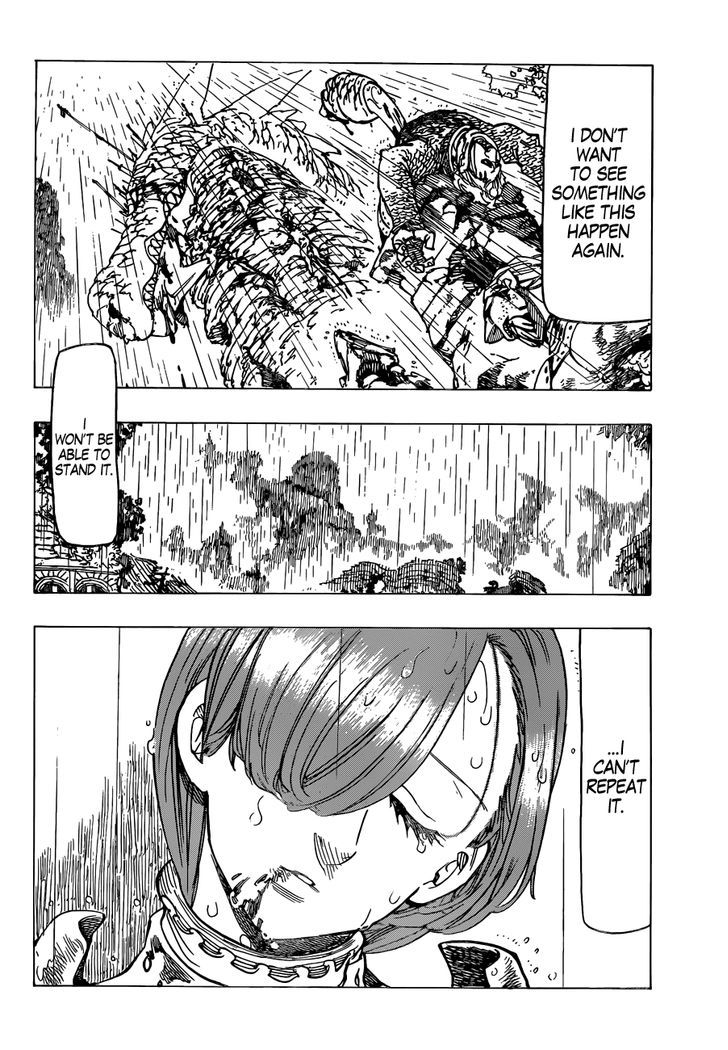 I DON'T
WANT
TO SEE
SOMETHING
LIKE THIS
HAPPEN
AGAIN.
I
WON'T BE
ABLE TO
STAND IT.
...I
CAN'T
REPEAT
IT.